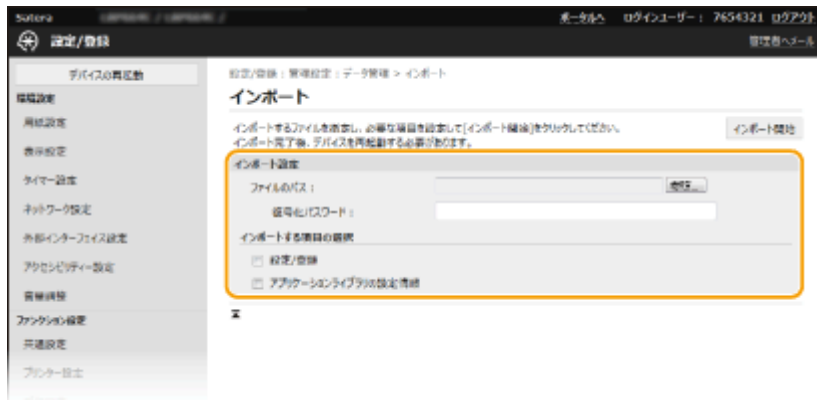 Satera
ポータルへ ログインユーザー: 7654321 ログアウト
設定/登録
管理者へメール
デバイスの再起動
設定/登録 : 管理設定 : データ管理 > インポート
環境設定
インポート
用紙設定
インポートするファイルを指定し、必要な項目を設定して[インポート開始]をクリックしてください。
インポート完了後、デバイスを再起動する必要があります。
インポート開始
表示設定
インポート設定
タイマー設定
ファイルのパス :
参照...
ネットワーク設定
復号化パスワード :
外部インターフェイス設定
インポートする項目の選択
設定/登録
アクセシビリティー設定
アプリケーションライブラリの設定情報
音量調整
ファンクション設定
共通設定
プリンター設定